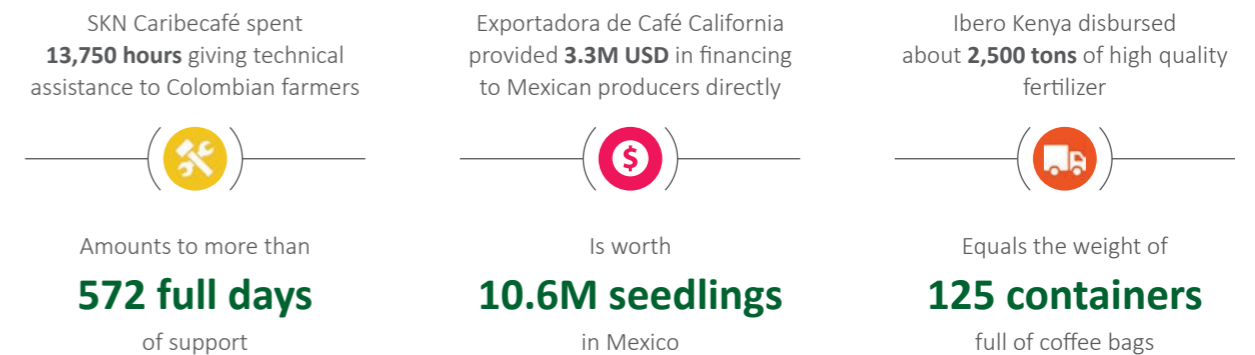 SKN Caribecafé spent
13,750 hours giving technical
assistance to Colombian farmers
Amounts to more than
572 full days
of support
Exportadora de Café California
provided 3.3M USD in financing
to Mexican producers directly
$
Is worth
10.6M seedlings
in Mexico
Ibero Kenya disbursed
about 2,500 tons of high quality
fertilizer
Equals the weight of
125 containers
full of coffee bags